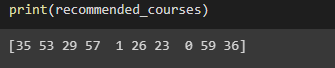 print(recommended_courses)
[35 53 29 57  1 26 23  0 59 36]